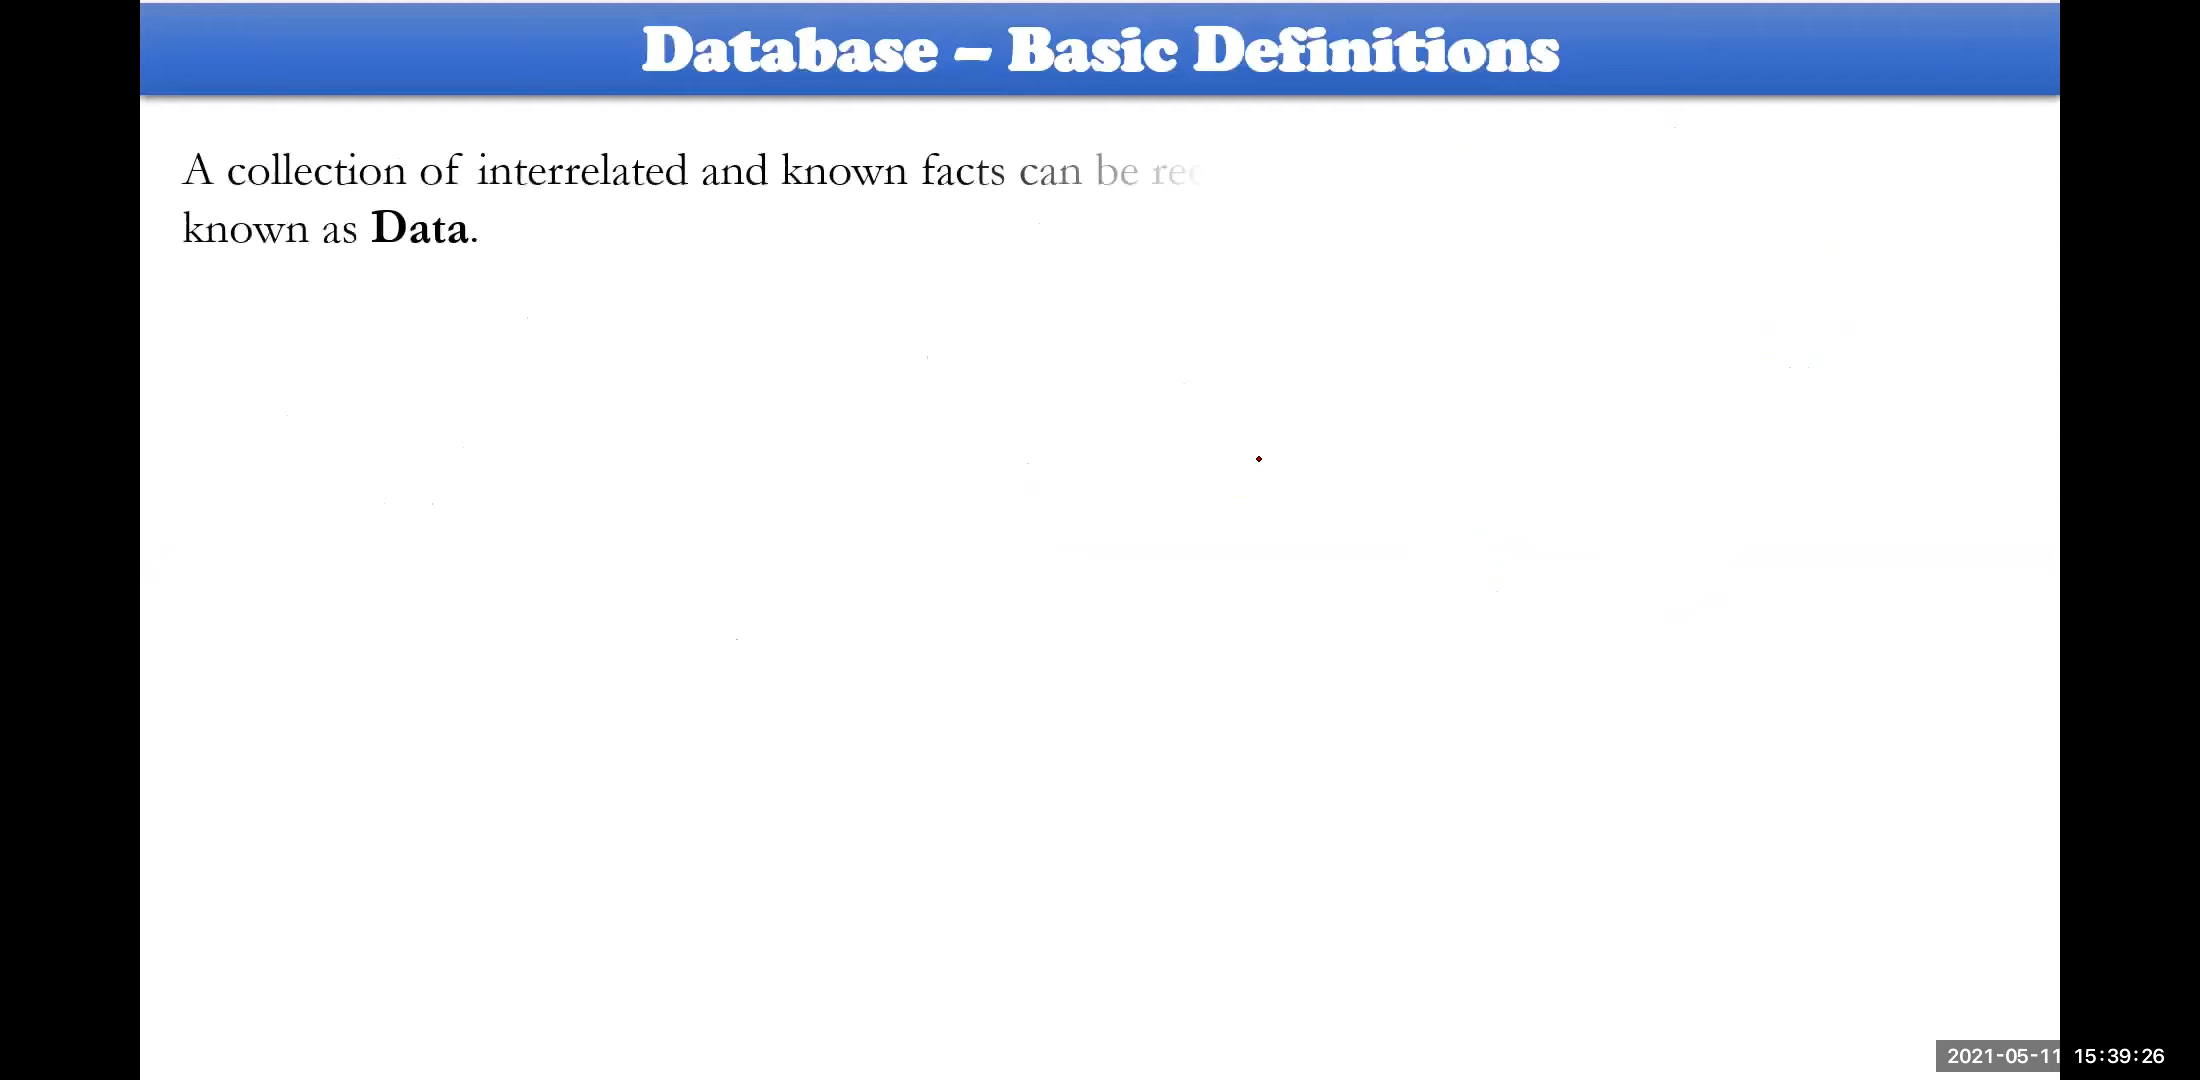 Database – Basic Definitions
A collection of interrelated and known facts can be
known as Data.
2021-05-11 15:39:26